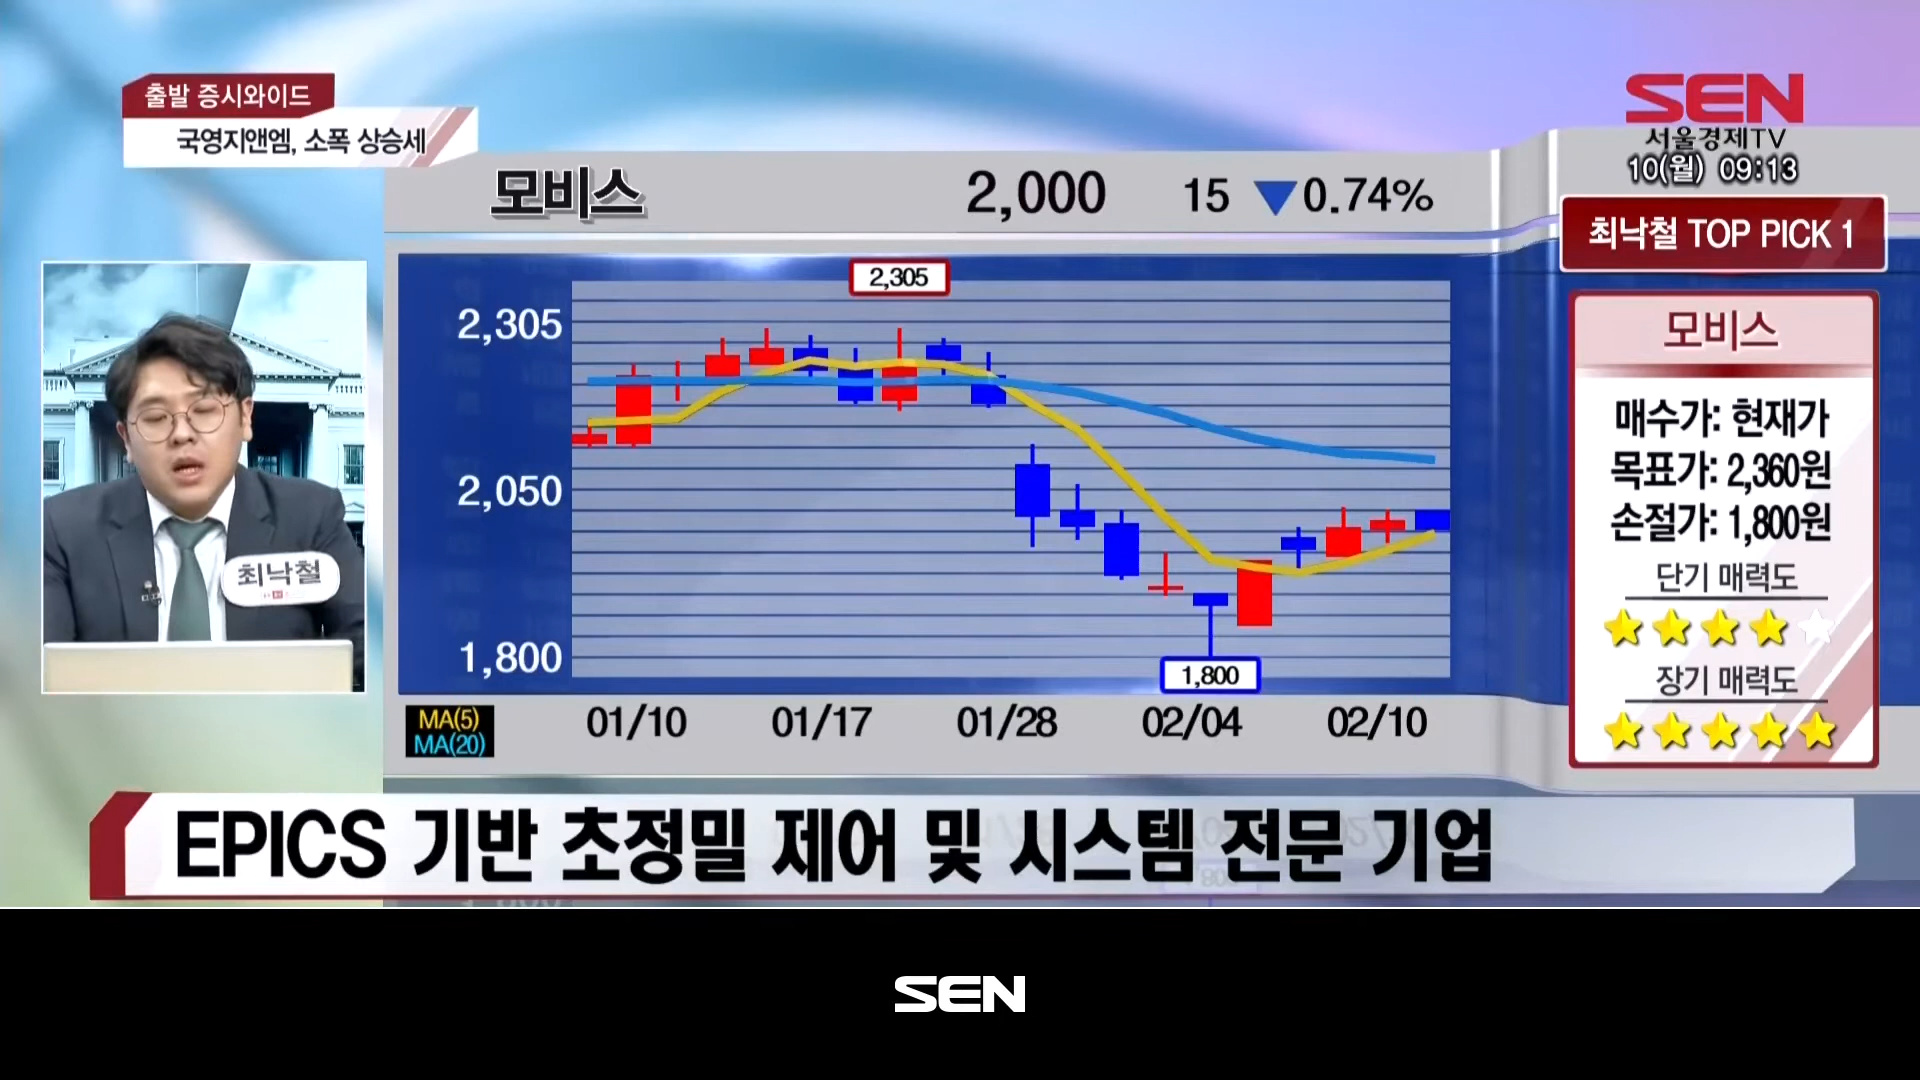 출발 증시와이드
국영지앤엠, 소폭 상승세
SEN
서울경제TV
10(월) 09:13
모비스 2,000 15 ▼0.74%
최낙철 TOP PICK 1
2,305
2,305
2,050
1,800
1,800
MA(5)
MA(20)
01/10 01/17 01/28 02/04 02/10
모비스
매수가: 현재가
목표가: 2,360원
손절가: 1,800원
단기 매력도
장기 매력도
최낙철
EPICS 기반 초정밀 제어 및 시스템 전문 기업
SEN